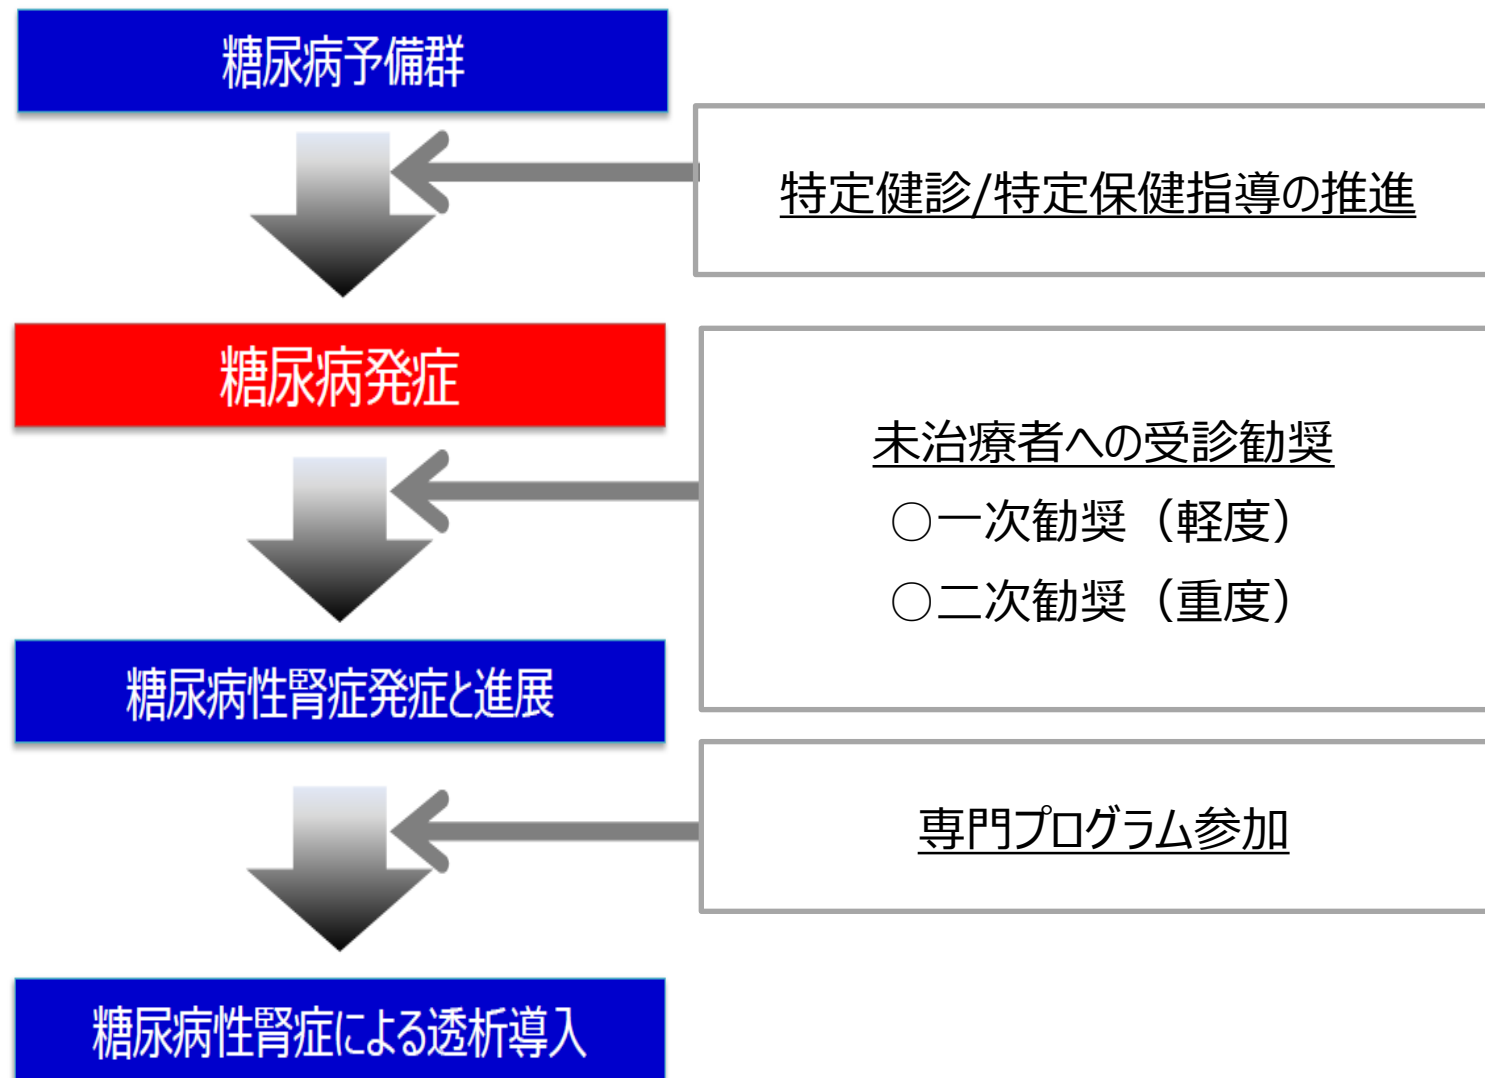 糖尿病予備群
特定健診/特定保健指導の推進
糖尿病発症
未治療者への受診勧奨
○一次勧奨（軽度）
○二次勧奨（重度）
糖尿病性腎症発症と進展
専門プログラム参加
糖尿病性腎症による透析導入